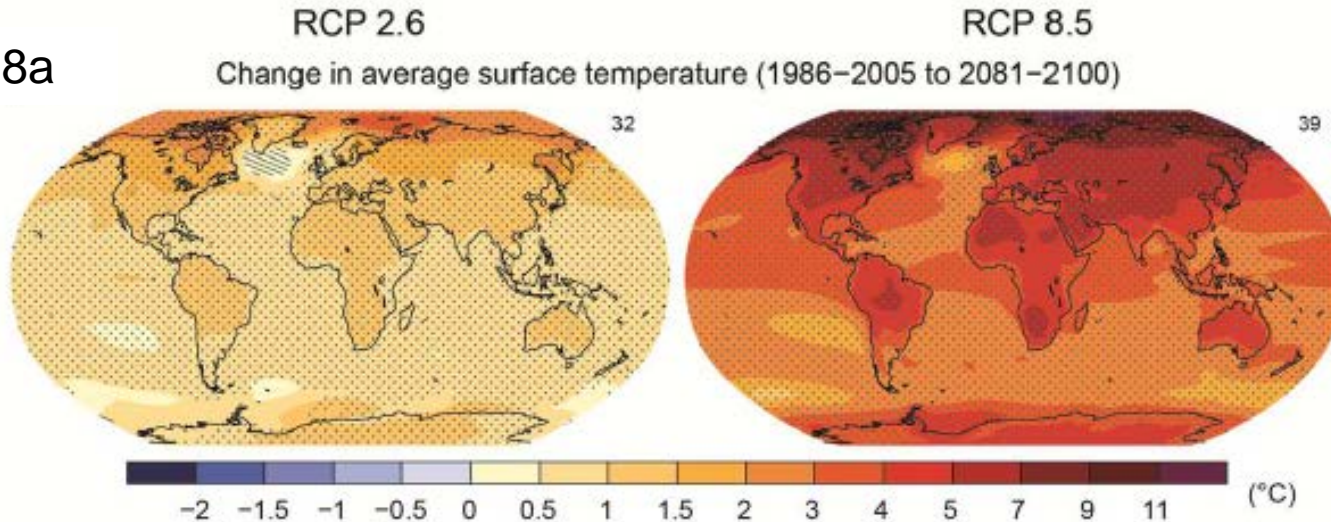 RCP 2.6 RCP 8.5
8a
Change in average surface temperature (1986−2005 to 2081−2100)
32 39
−2 −1.5 −1 −0.5 0 0.5 1 1.5 2 3 4 5 7 9 11 (°C)